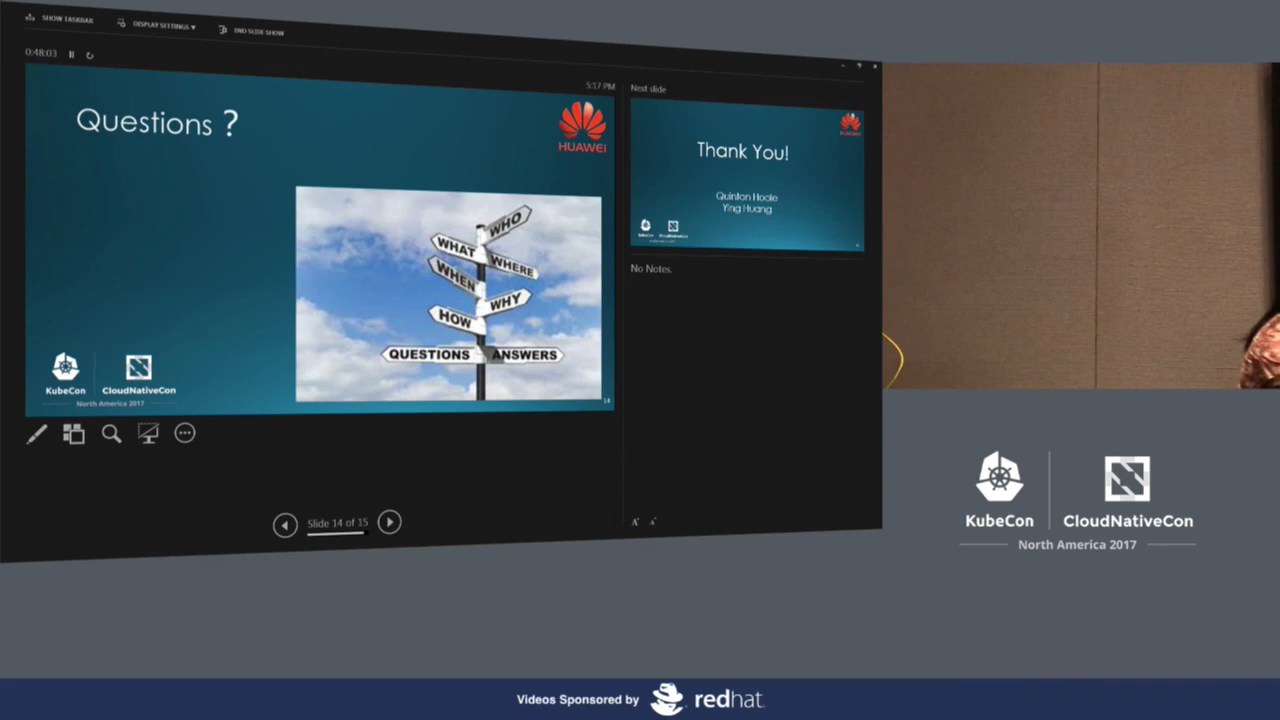 SHOW TASKBAR
DISPLAY SETTINGS ▼
END SLIDE SHOW
0:48:03
5:17 PM
Questions ?
HUAWEI
WHO
WHAT
WHERE
WHEN
WHY
HOW
QUESTIONS ANSWERS
KubeCon
CloudNativeCon
North America 2017
14
Slide 14 of 15
Next slide
HUAWEI
Thank You!
Quinton Hoole
Ying Huang
No Notes.
KubeCon
CloudNativeCon
North America 2017
Videos Sponsored by
redhat.